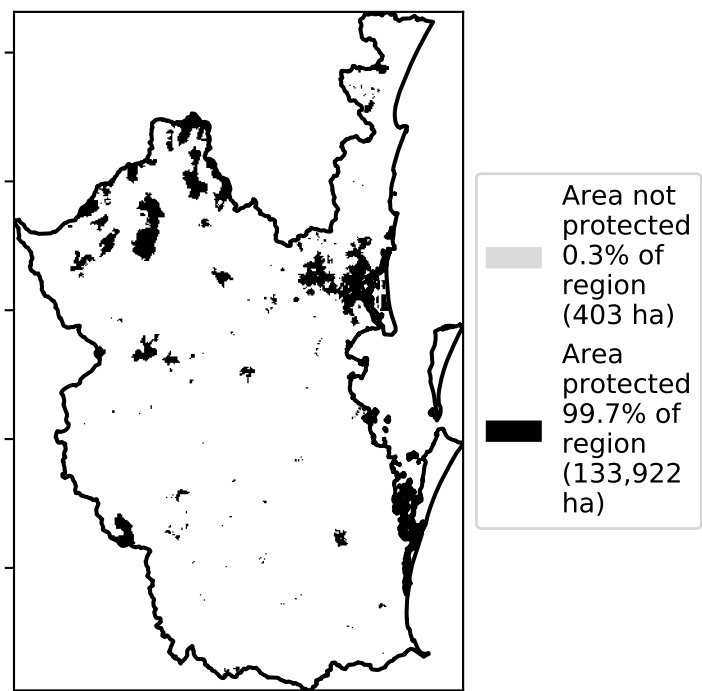 Area not
protected
0.3% of
region
(403 ha)
Area
protected
99.7% of
region
(133,922
ha)